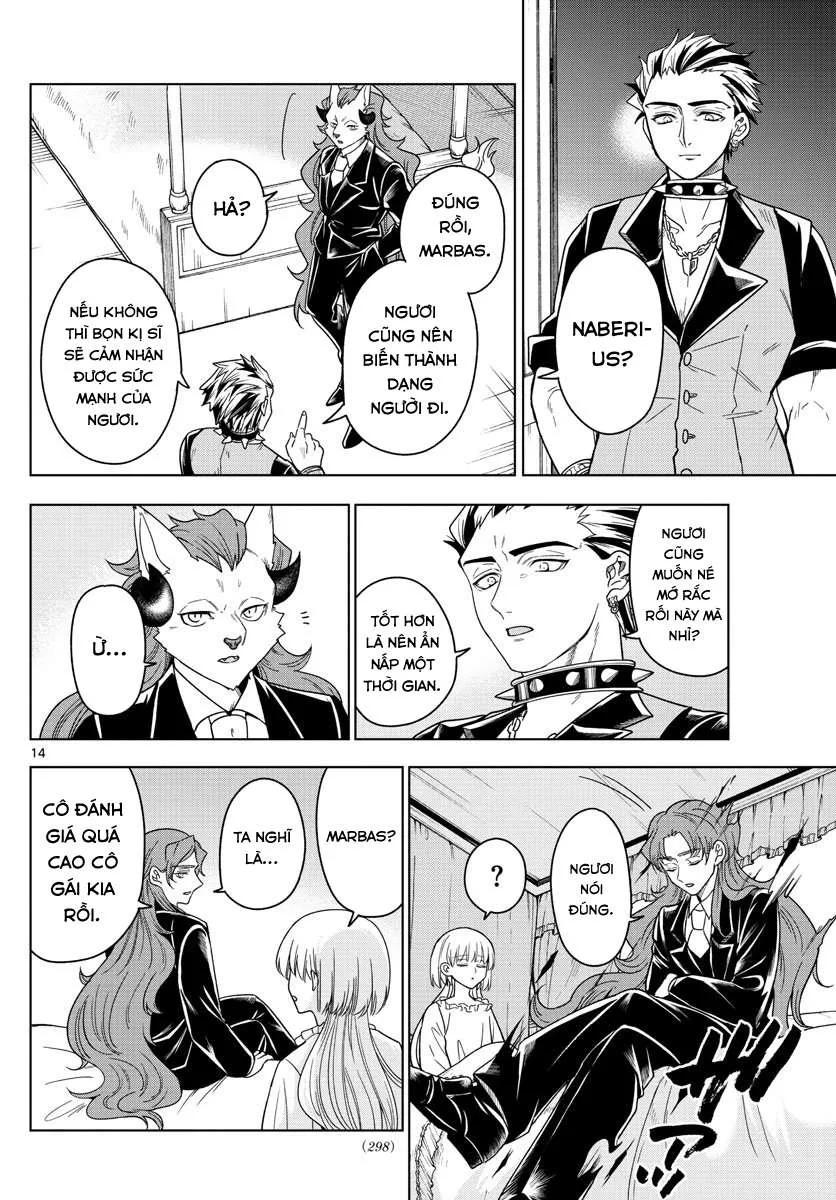 NABERI-
US?
ĐÚNG
RỒI,
MARBAS.
HẢ?
NGƯƠI
CŨNG NÊN
BIẾN THÀNH
DẠNG
NGƯỜI ĐI.
NẾU KHÔNG
THÌ BỌN KỊ SĨ
SẼ CẢM NHẬN
ĐƯỢC SỨC
MẠNH CỦA
NGƯƠI.
NGƯƠI
CŨNG
MUỐN NÉ
MỚ RẮC
RỐI NÀY MÀ
NHỈ?
TỐT HƠN
LÀ NÊN ẨN
NẤP MỘT
THỜI GIAN.
Ừ...
14
NGƯƠI
NÓI
ĐÚNG.
?
MARBAS?
TA NGHĨ
LÀ...
CÔ ĐÁNH
GIÁ QUÁ
CAO CÔ
GÁI KIA
RỒI.
(298)